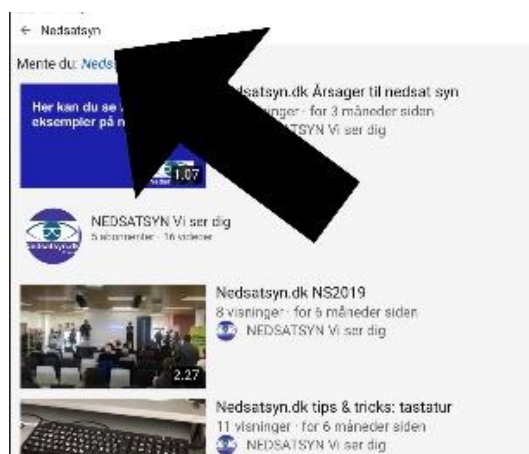 ← Nedsatsyn
Mente du: Neds
Her kan du se
eksempler på
1.07
Nedsatsyn.dk Årsager til nedsat syn
for 3 måneder siden
Vi ser dig
NEDSATSYN Vi ser dig
5 abonnenter · 16 videoer
Nedsatsyn.dk NS2019
8 visninger · for 6 måneder siden
NEDSATSYN Vi ser dig
2.27
Nedsatsyn.dk tips & tricks: tastatur
11 visninger · for 6 måneder siden
NEDSATSYN Vi ser dig